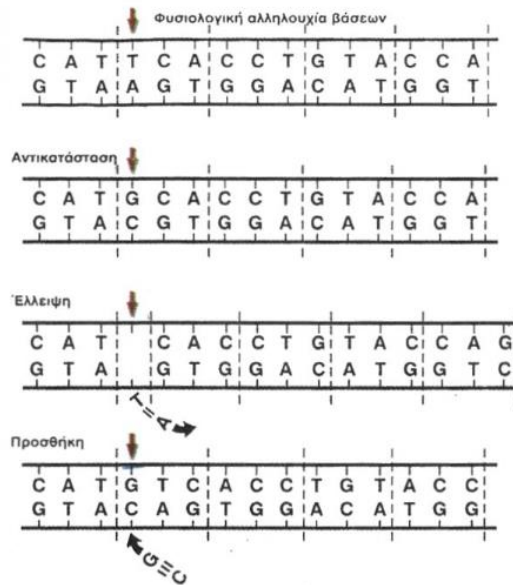 Φυσιολογική αλληλουχία βάσεων
C A T T C A C C T G T A C C A
G T A A G T G G A C A T G G T
Αντικατάσταση
C A T G C A C C T G T A C C A
G T A C G T G G A C A T G G T
Έλλειψη
C A T C A C C T G T A C C A G
G T A G T G G A C A T G G T C
T=A
Προσθήκη
C A T G T C A C C T G T A C C
G T A C A G T G G A C A T G G
G≡C